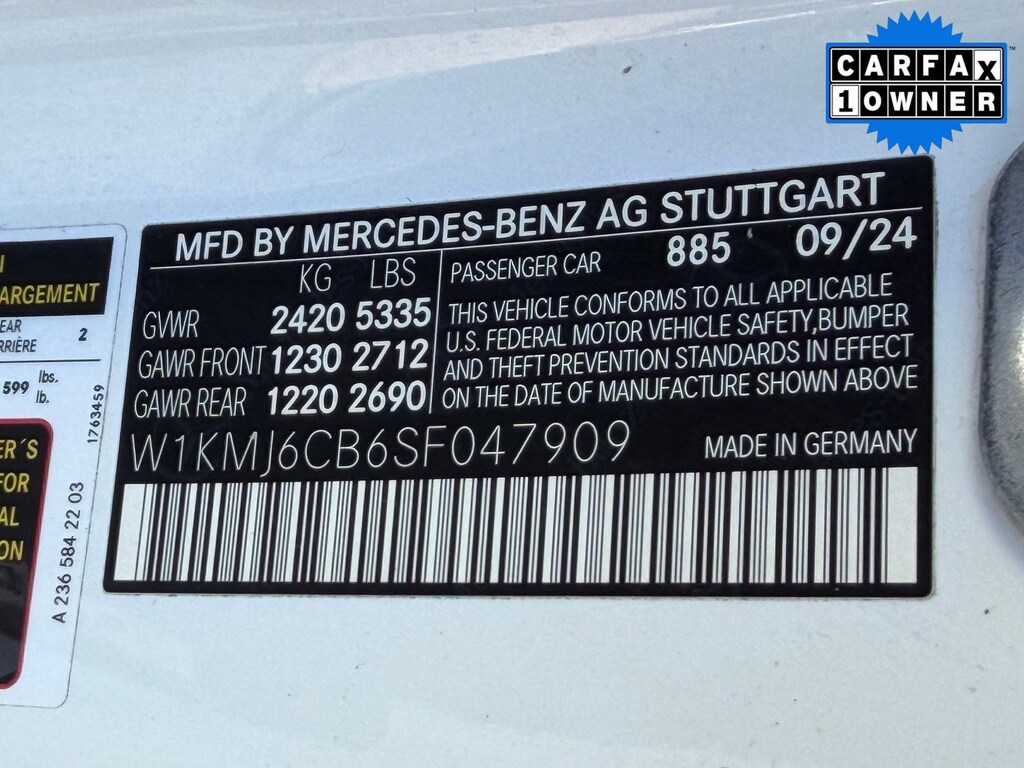 CARFAX
1 OWNER
MFD BY MERCEDES-BENZ AG STUTTGART
KG LBS
GVWR 2420 5335
GAWR FRONT 1230 2712
GAWR REAR 1220 2690
PASSENGER CAR 885 09/24
THIS VEHICLE CONFORMS TO ALL APPLICABLE
U.S. FEDERAL MOTOR VEHICLE SAFETY,BUMPER
AND THEFT PREVENTION STANDARDS IN EFFECT
ON THE DATE OF MANUFACTURE SHOWN ABOVE
W1KMJ6CB6SF047909 MADE IN GERMANY
ARGEMENT
EAR 2
RRIÈRE
599 lbs.
lb.
ER´S
FOR
AL
ON
1763459
A 236 584 22 03